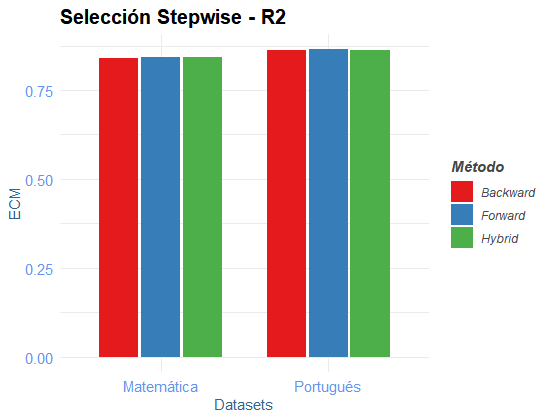 Selección Stepwise - R2
ECM
0.75
0.50
0.25
0.00
Matemática
Portugués
Datasets
Método
Backward
Forward
Hybrid